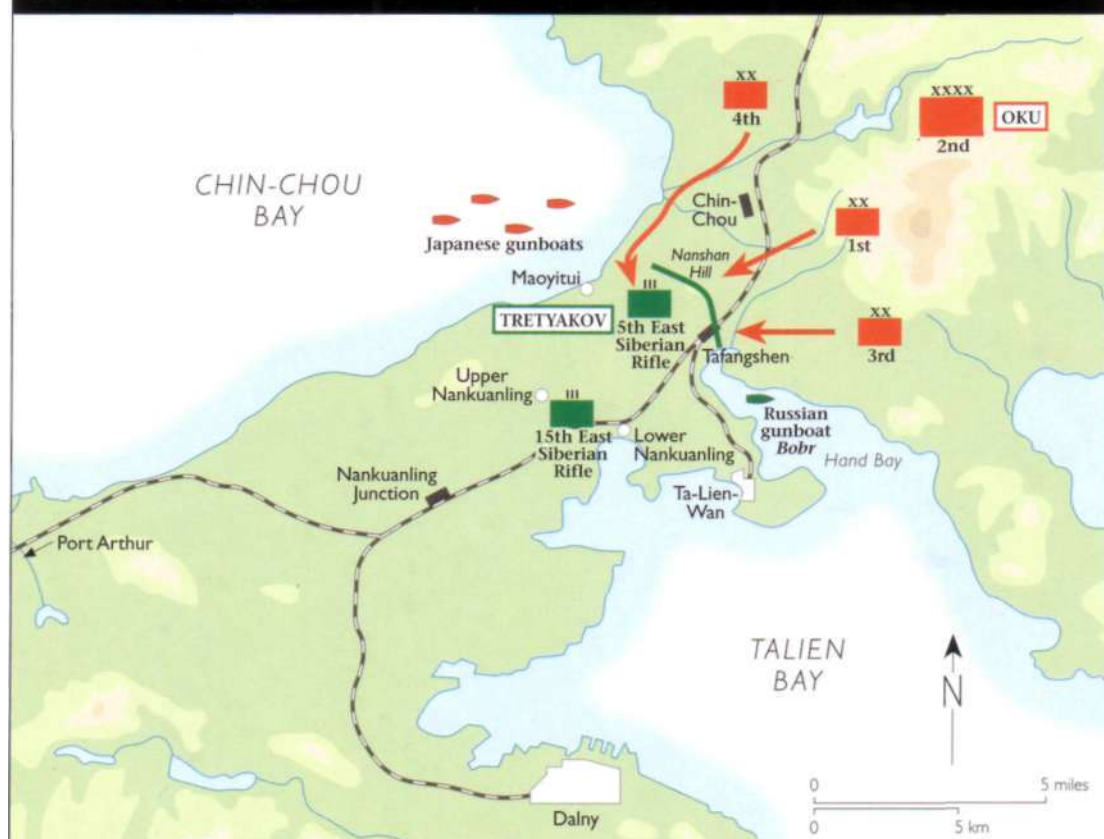 XX
4th
XXXX
2nd
OKU
CHIN-CHOU
BAY
Chin-
Chou
XX
1st
Japanese gunboats
Nanshan
Hill
Maoyitui
III
TRETYAKOV
5th East
Siberian
Rifle
XX
3rd
Tafangshen
Upper
Nankuanling
III
15th East
Siberian
Rifle
Lower
Nankuanling
Russian
gunboat
Bobr
Hand Bay
Nankuanling
Junction
Ta-Lien-
Wan
Port Arthur
TALIEN
BAY
N
0 5 miles
0 5 km
Dalny